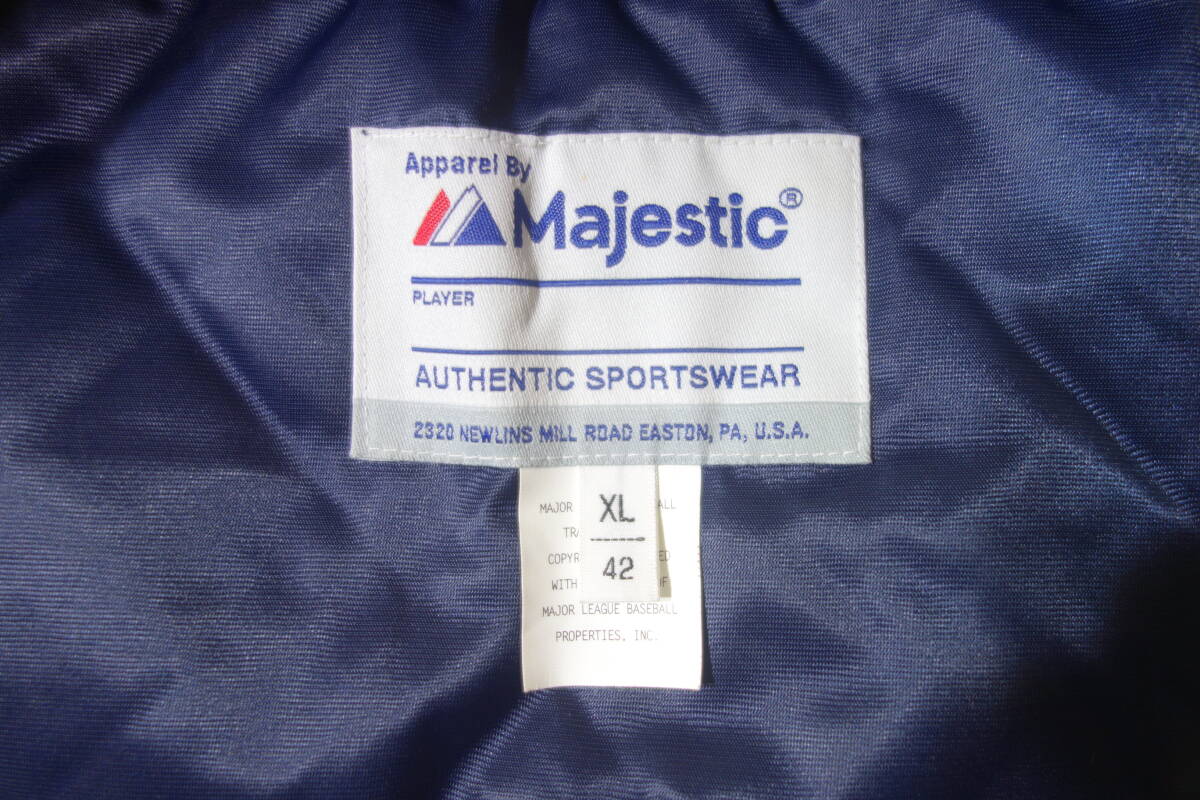 Apparel By
Majestic®
PLAYER
AUTHENTIC SPORTSWEAR
2320 NEWLINS MILL ROAD EASTON, PA, U.S.A.
XL
42
MAJOR
WITH
MAJOR LEAGUE BASEBALL
PROPERTIES, INC.